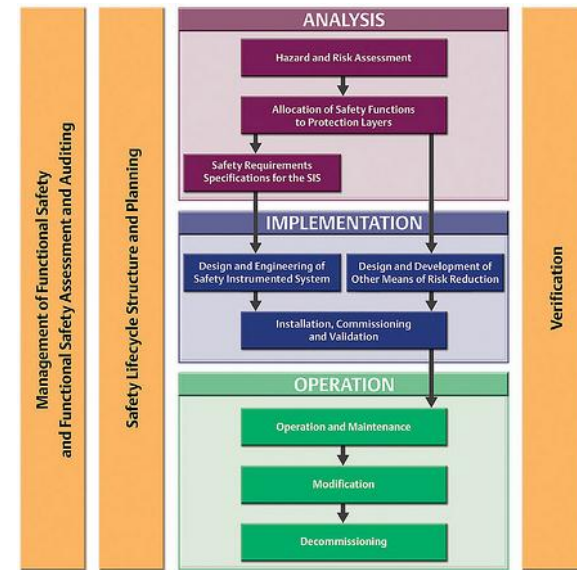 Management of Functional Safety
and Functional Safety Assessment and Auditing
Safety Lifecycle Structure and Planning
ANALYSIS
Hazard and Risk Assessment
Allocation of Safety Functions
to Protection Layers
Safety Requirements
Specifications for the SIS
IMPLEMENTATION
Design and Engineering of
Safety Instrumented System
Design and Development of
Other Means of Risk Reduction
Installation, Commissioning
and Validation
OPERATION
Operation and Maintenance
Modification
Decommissioning
Verification